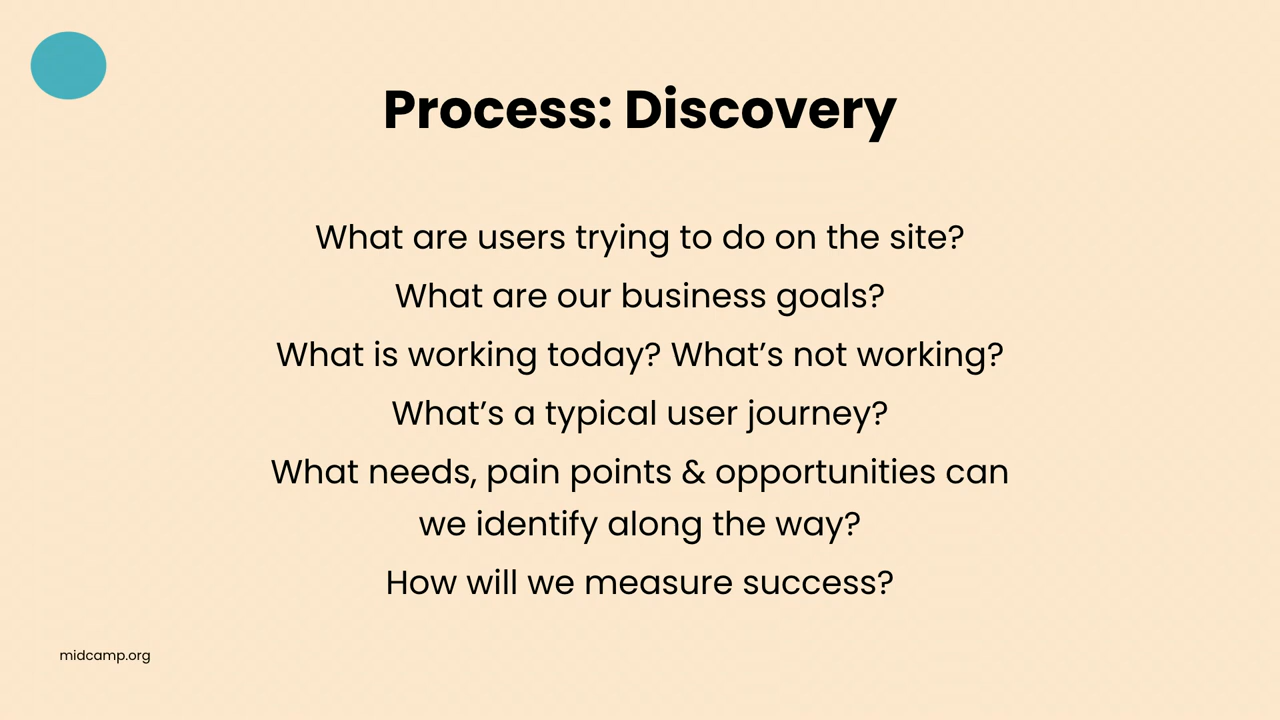 Process: Discovery
What are users trying to do on the site?
What are our business goals?
What is working today? What’s not working?
What’s a typical user journey?
What needs, pain points & opportunities can
we identify along the way?
How will we measure success?
midcamp.org